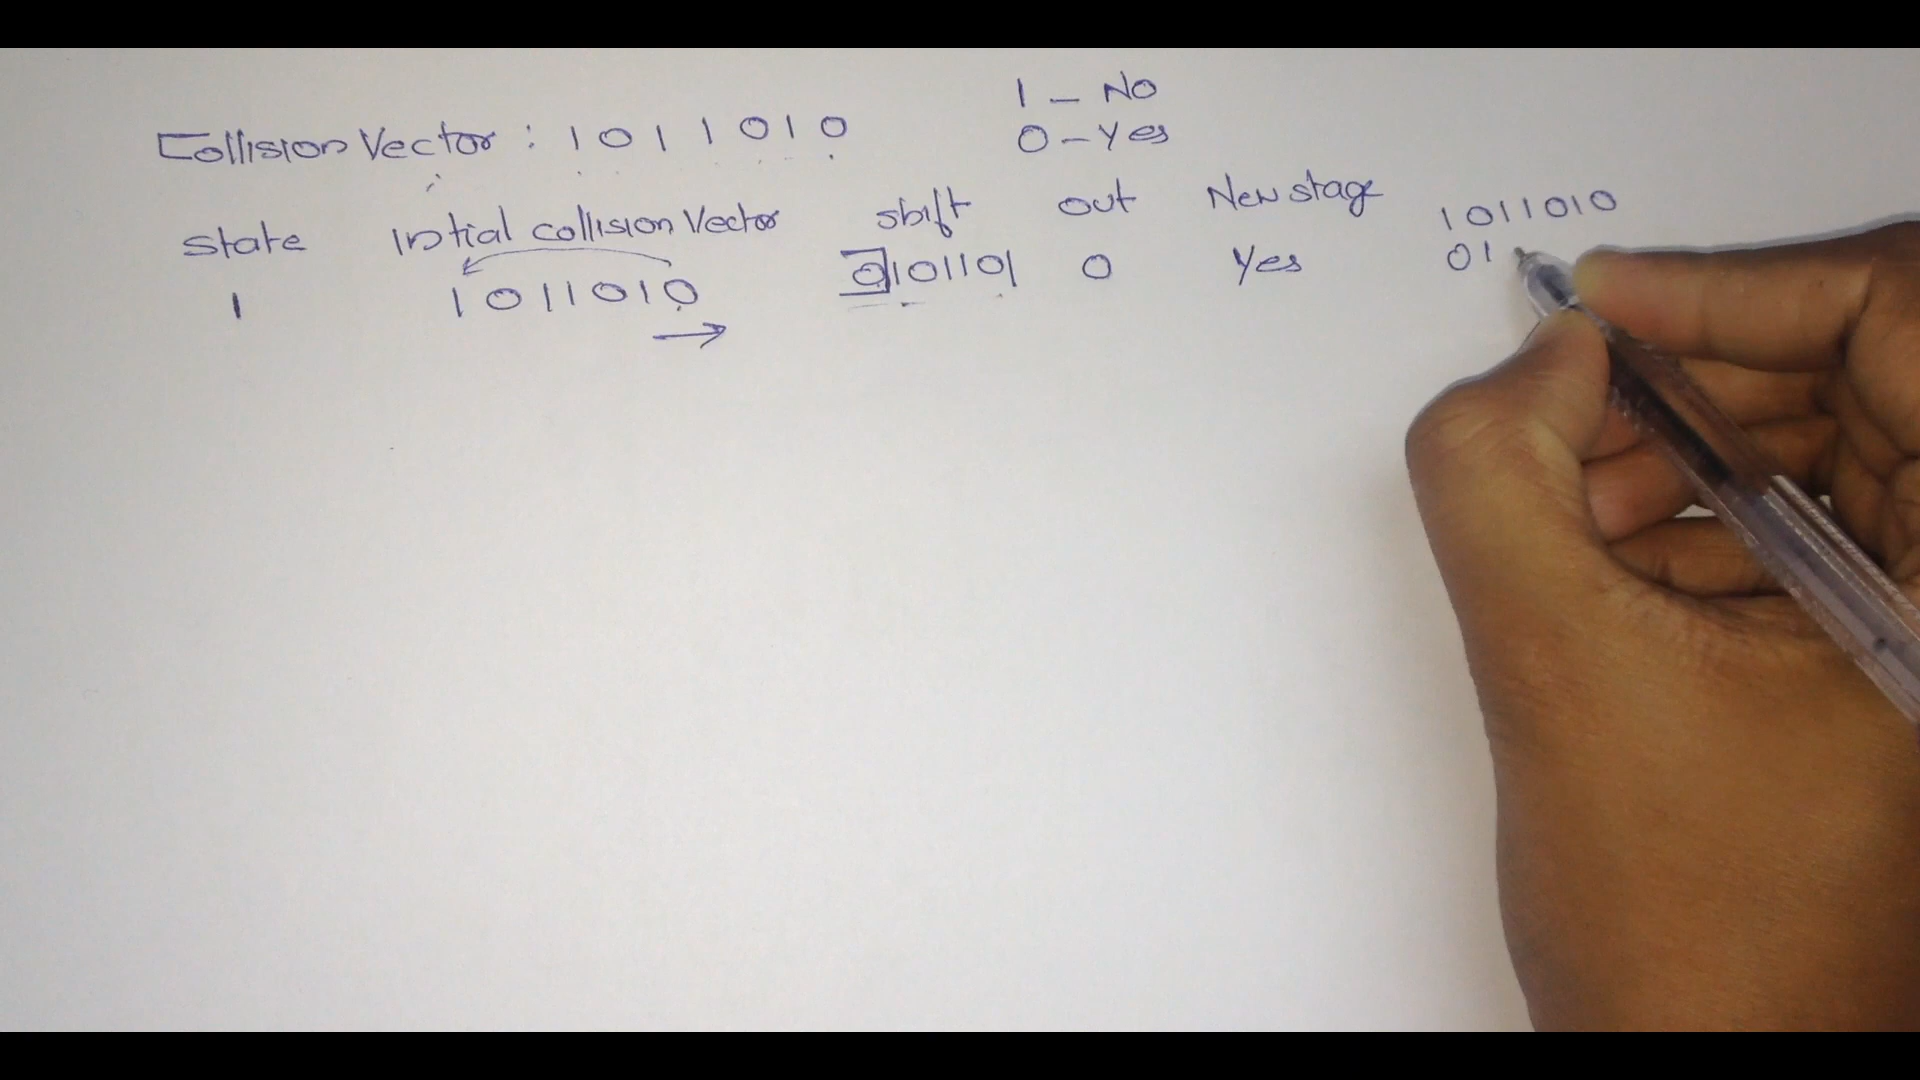 Collision Vector : 1 0 1 1 0 1 0
1 - No
0 - Yes
State Initial collision Vector shift out New stage
1 1011010 0101101 0 Yes
1011010
01